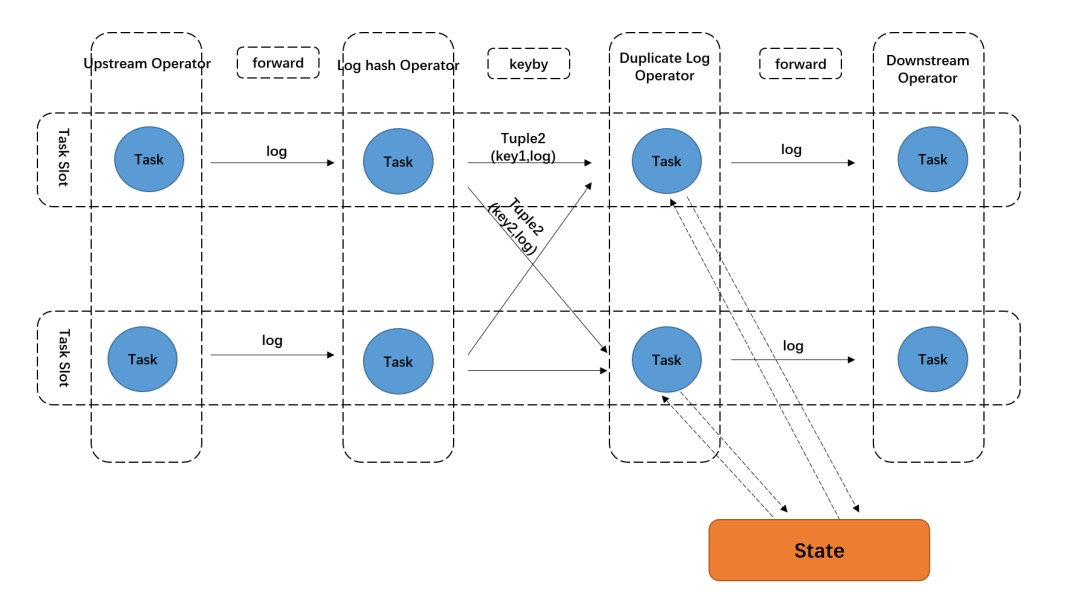 Upstream Operator
forward
Log hash Operator
keyby
Duplicate Log
Operator
forward
Downstream
Operator
Task Slot
Task
log
Task
Tuple2
(key1,log)
Task
log
Task
Tuple2
(key2,log)
Task Slot
Task
log
Task
Task
log
Task
State